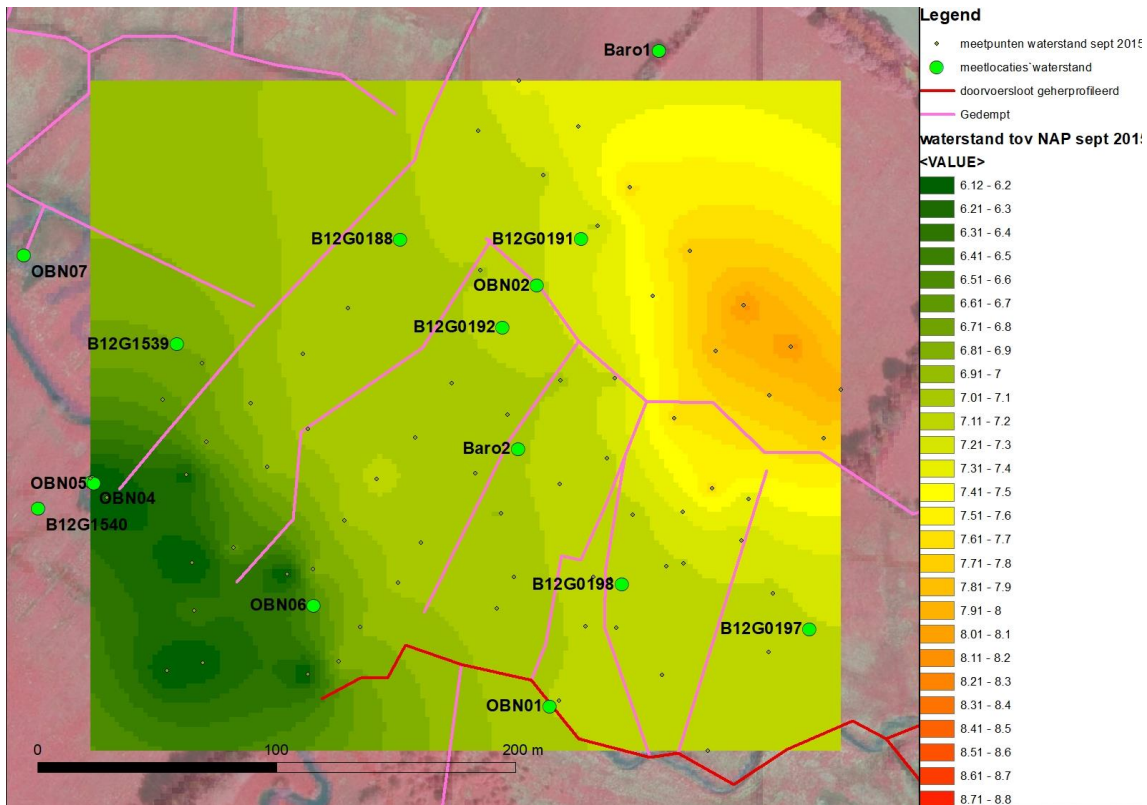 Legend
meetpunten waterstand sept 2015
meetlocaties`waterstand
doorvoersloot geherprofileerd
Gedempt
waterstand tov NAP sept 2015
<VALUE>
6.12 - 6.2
6.21 - 6.3
6.31 - 6.4
6.41 - 6.5
6.51 - 6.6
6.61 - 6.7
6.71 - 6.8
6.81 - 6.9
6.91 - 7
7.01 - 7.1
7.11 - 7.2
7.21 - 7.3
7.31 - 7.4
7.41 - 7.5
7.51 - 7.6
7.61 - 7.7
7.71 - 7.8
7.81 - 7.9
7.91 - 8
8.01 - 8.1
8.11 - 8.2
8.21 - 8.3
8.31 - 8.4
8.41 - 8.5
8.51 - 8.6
8.61 - 8.7
8.71 - 8.8
Baro1
B12G0188
B12G0191
OBN07
OBN02
B12G0192
B12G1539
Baro2
OBN05
OBN04
B12G1540
B12G0198
OBN06
B12G0197
OBN01
0 100 200 m